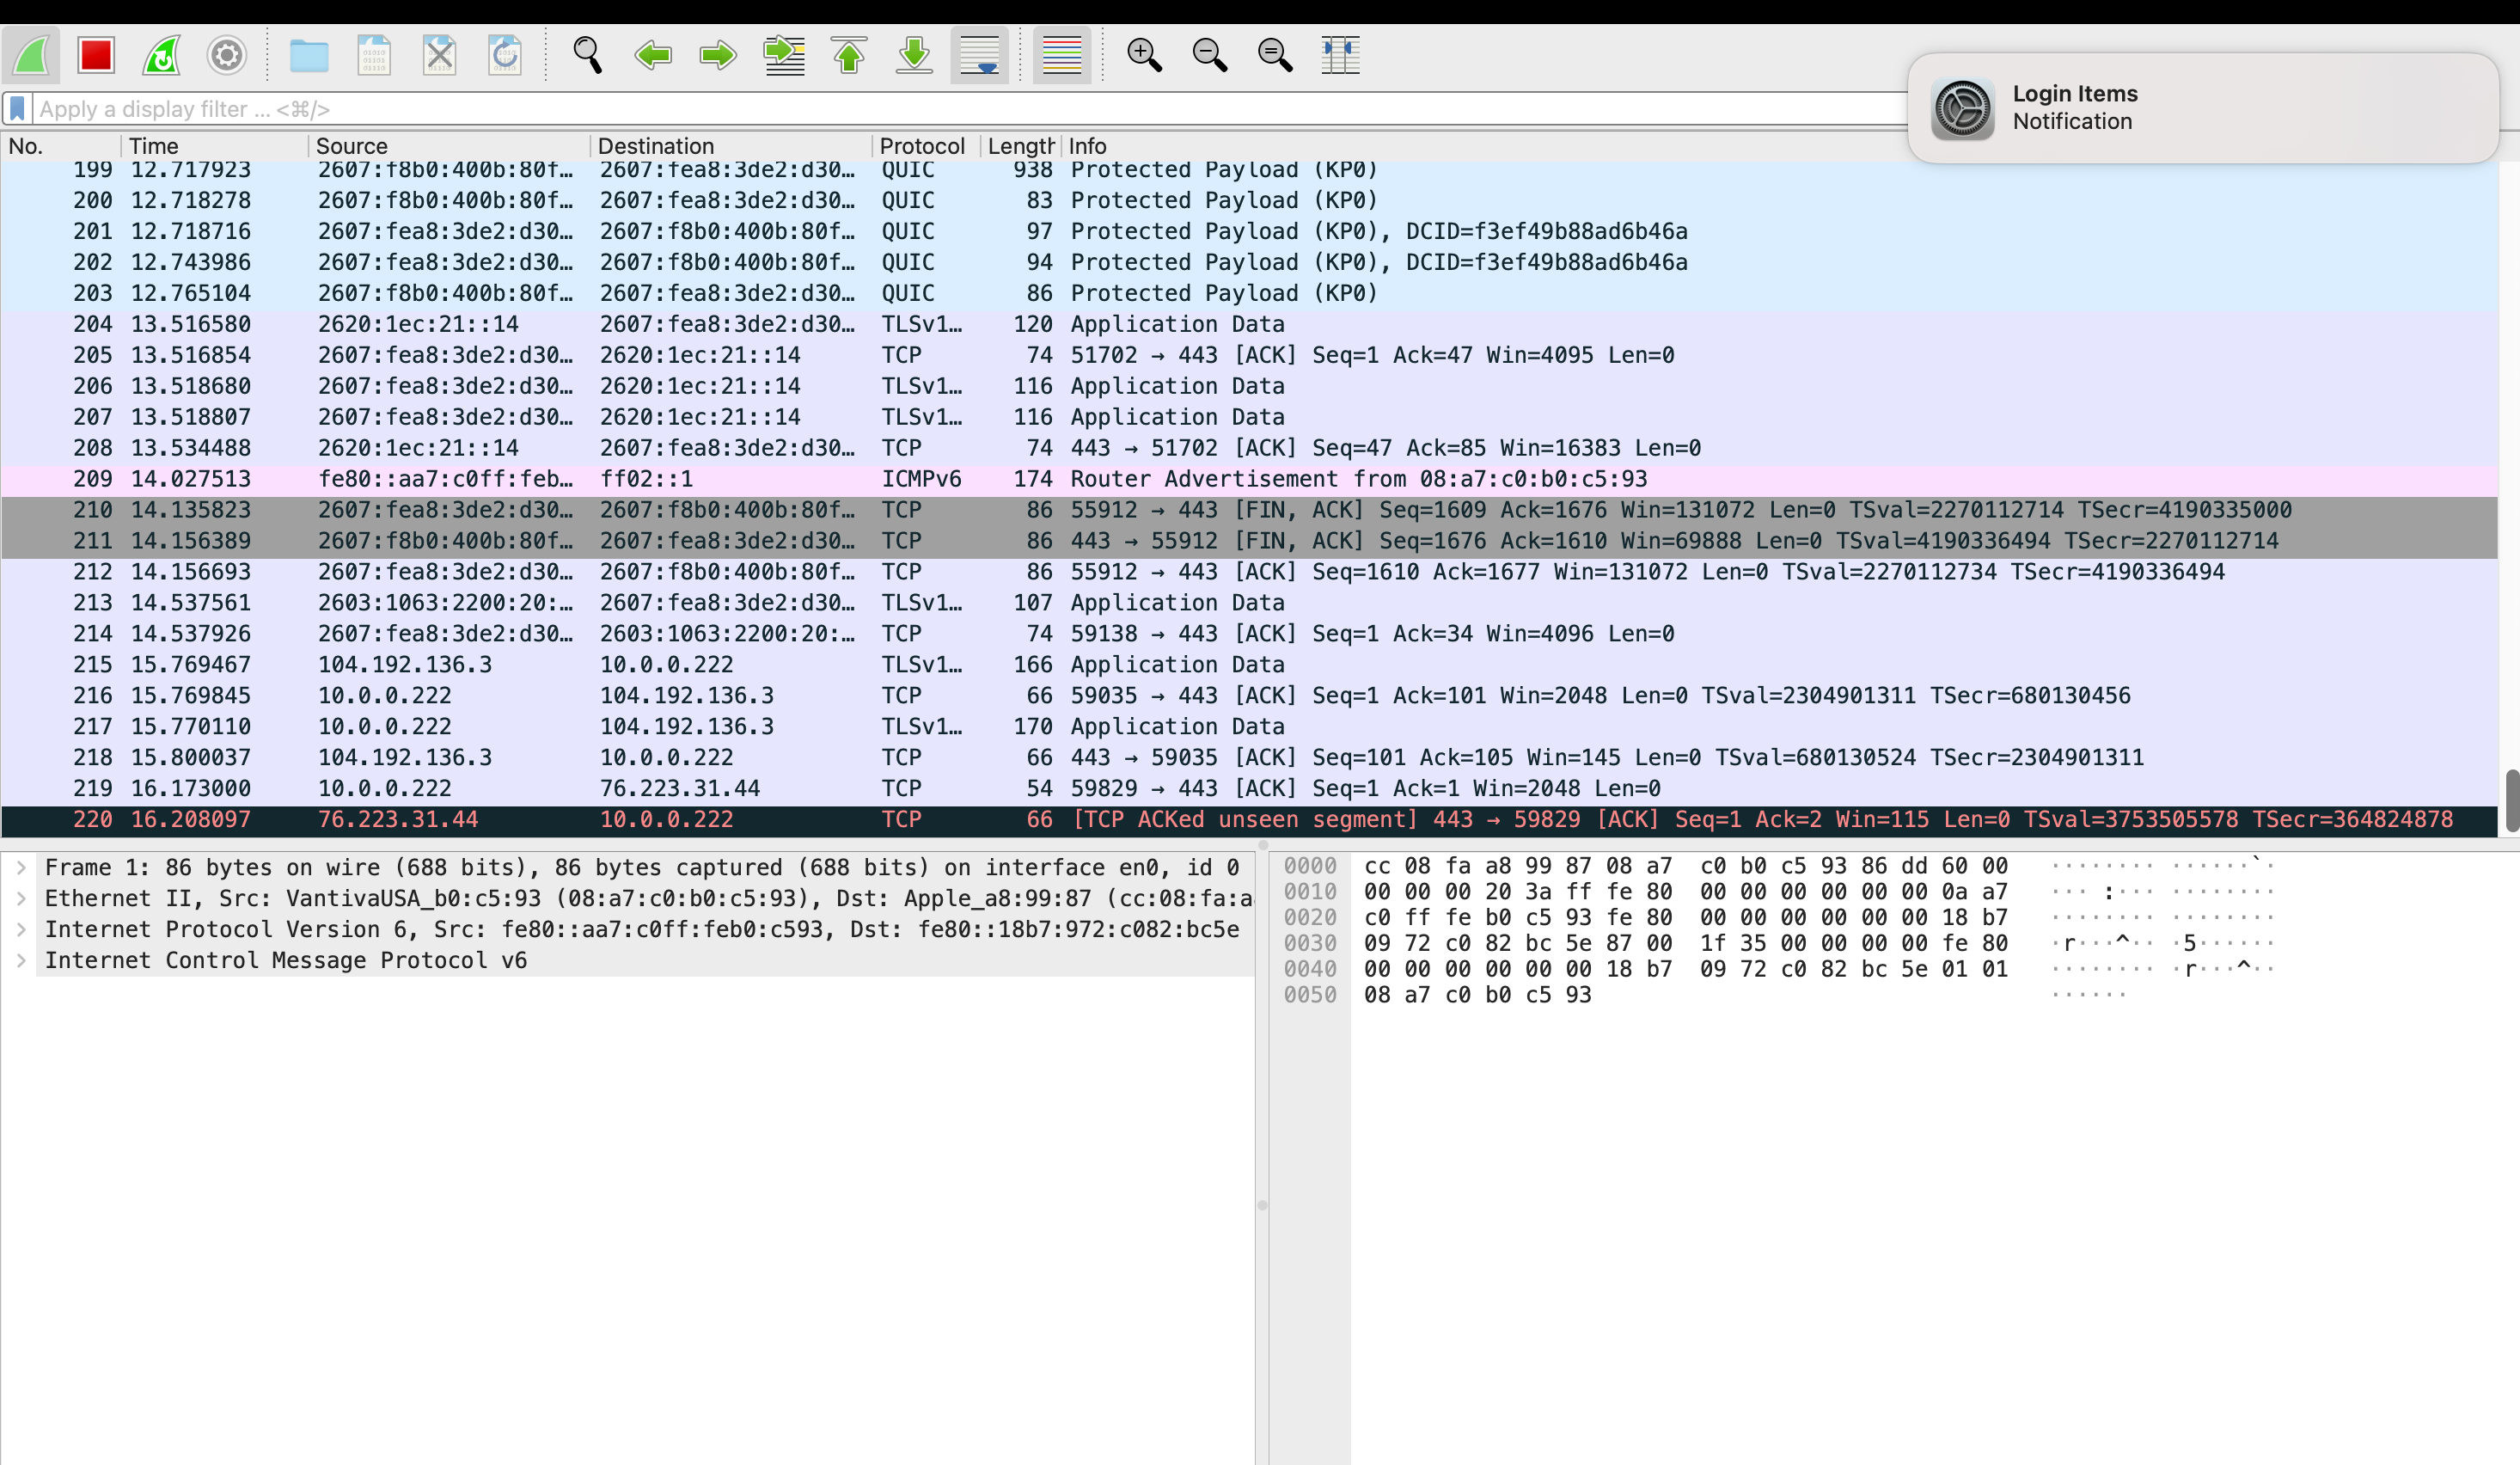 Apply a display filter ... <⌘/>
Login Items
Notification
No. Time Source Destination Protocol Length Info
199 12.717923 2607:f8b0:400b:80f… 2607:fea8:3de2:d30… QUIC 938 Protected Payload (KP0)
200 12.718278 2607:f8b0:400b:80f… 2607:fea8:3de2:d30… QUIC 83 Protected Payload (KP0)
201 12.718716 2607:fea8:3de2:d30… 2607:f8b0:400b:80f… QUIC 97 Protected Payload (KP0), DCID=f3ef49b88ad6b46a
202 12.743986 2607:fea8:3de2:d30… 2607:f8b0:400b:80f… QUIC 94 Protected Payload (KP0), DCID=f3ef49b88ad6b46a
203 12.765104 2607:f8b0:400b:80f… 2607:fea8:3de2:d30… QUIC 86 Protected Payload (KP0)
204 13.516580 2620:1ec:21::14 2607:fea8:3de2:d30… TLSv1… 120 Application Data
205 13.516854 2607:fea8:3de2:d30… 2620:1ec:21::14 TCP 74 51702 → 443 [ACK] Seq=1 Ack=47 Win=4095 Len=0
206 13.518680 2607:fea8:3de2:d30… 2620:1ec:21::14 TLSv1… 116 Application Data
207 13.518807 2607:fea8:3de2:d30… 2620:1ec:21::14 TLSv1… 116 Application Data
208 13.534488 2620:1ec:21::14 2607:fea8:3de2:d30… TCP 74 443 → 51702 [ACK] Seq=47 Ack=85 Win=16383 Len=0
209 14.027513 fe80::aa7:c0ff:feb… ff02::1 ICMPv6 174 Router Advertisement from 08:a7:c0:b0:c5:93
210 14.135823 2607:fea8:3de2:d30… 2607:f8b0:400b:80f… TCP 86 55912 → 443 [FIN, ACK] Seq=1609 Ack=1676 Win=131072 Len=0 TSval=2270112714 TSecr=4190335000
211 14.156389 2607:f8b0:400b:80f… 2607:fea8:3de2:d30… TCP 86 443 → 55912 [FIN, ACK] Seq=1676 Ack=1610 Win=69888 Len=0 TSval=4190336494 TSecr=2270112714
212 14.156693 2607:fea8:3de2:d30… 2607:f8b0:400b:80f… TCP 86 55912 → 443 [ACK] Seq=1610 Ack=1677 Win=131072 Len=0 TSval=2270112734 TSecr=4190336494
213 14.537561 2603:1063:2200:20:… 2607:fea8:3de2:d30… TLSv1… 107 Application Data
214 14.537926 2607:fea8:3de2:d30… 2603:1063:2200:20:… TCP 74 59138 → 443 [ACK] Seq=1 Ack=34 Win=4096 Len=0
215 15.769467 104.192.136.3 10.0.0.222 TLSv1… 166 Application Data
216 15.769845 10.0.0.222 104.192.136.3 TCP 66 59035 → 443 [ACK] Seq=1 Ack=101 Win=2048 Len=0 TSval=2304901311 TSecr=680130456
217 15.770110 10.0.0.222 104.192.136.3 TLSv1… 170 Application Data
218 15.800037 104.192.136.3 10.0.0.222 TCP 66 443 → 59035 [ACK] Seq=101 Ack=105 Win=145 Len=0 TSval=680130524 TSecr=2304901311
219 16.173000 10.0.0.222 76.223.31.44 TCP 54 59829 → 443 [ACK] Seq=1 Ack=1 Win=2048 Len=0
220 16.208097 76.223.31.44 10.0.0.222 TCP 66 [TCP ACKed unseen segment] 443 → 59829 [ACK] Seq=1 Ack=2 Win=115 Len=0 TSval=3753505578 TSecr=364824878
Frame 1: 86 bytes on wire (688 bits), 86 bytes captured (688 bits) on interface en0, id 0
Ethernet II, Src: VantivaUSA_b0:c5:93 (08:a7:c0:b0:c5:93), Dst: Apple_a8:99:87 (cc:08:fa:a
Internet Protocol Version 6, Src: fe80::aa7:c0ff:feb0:c593, Dst: fe80::18b7:972:c082:bc5e
Internet Control Message Protocol v6
0000 cc 08 fa a8 99 87 08 a7 c0 b0 c5 93 86 dd 60 00 ········ ······`·
0010 00 00 00 20 3a ff fe 80 00 00 00 00 00 00 0a a7 ··· :··· ········
0020 c0 ff fe b0 c5 93 fe 80 00 00 00 00 00 00 18 b7 ········ ········
0030 09 72 c0 82 bc 5e 87 00 1f 35 00 00 00 00 fe 80 ·r···^·· ·5······
0040 00 00 00 00 00 00 18 b7 09 72 c0 82 bc 5e 01 01 ········ ·r···^··
0050 08 a7 c0 b0 c5 93 ······